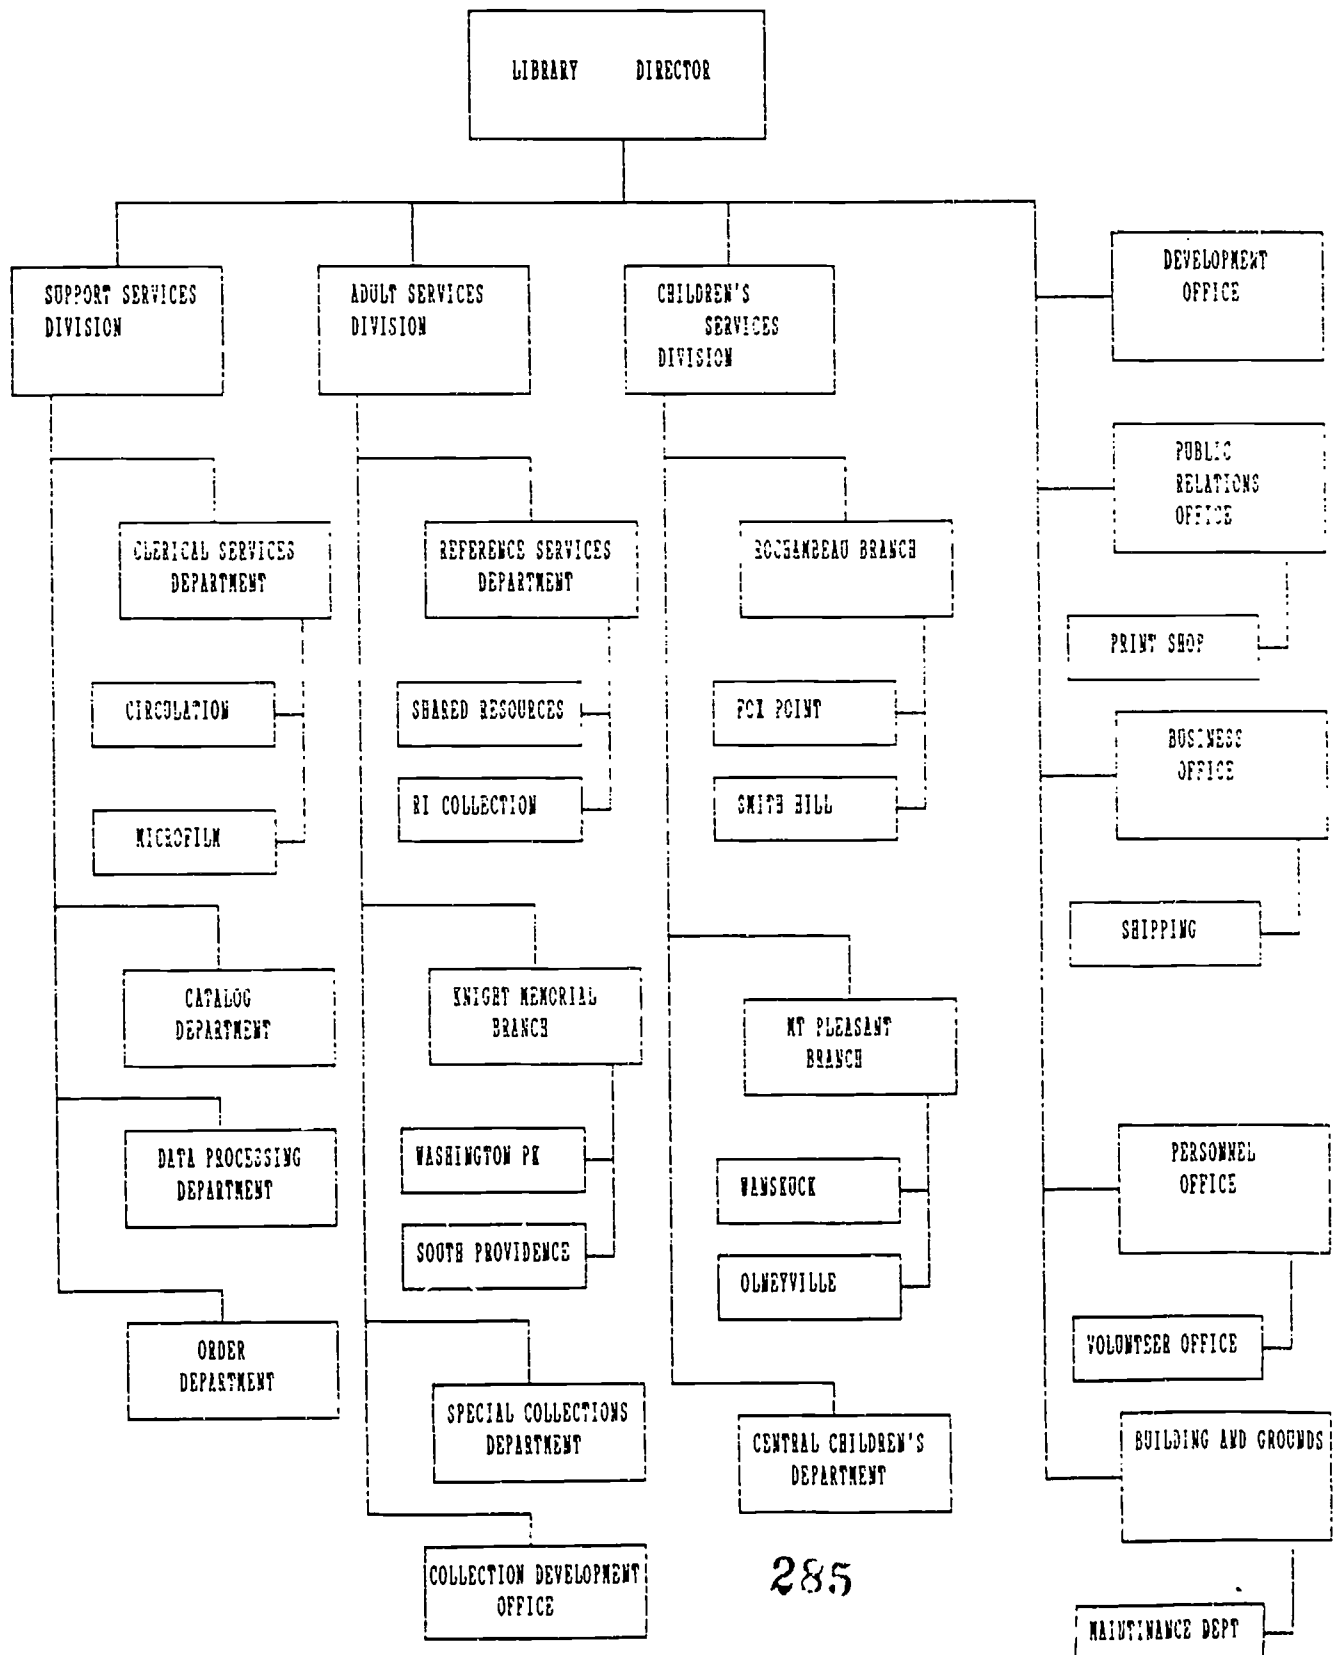 LIBRARY DIRECTOR
SUPPORT SERVICES
DIVISION
ADULT SERVICES
DIVISION
CHILDREN'S
SERVICES
DIVISION
DEVELOPMENT
OFFICE
PUBLIC
RELATIONS
OFFICE
PRINT SHOP
BUSINESS
OFFICE
SHIPPING
PERSONNEL
OFFICE
VOLUNTEER OFFICE
BUILDING AND GROUNDS
MAINTINANCE DEPT
CLERICAL SERVICES
DEPARTMENT
CIRCULATION
MICROFILM
CATALOG
DEPARTMENT
DATA PROCESSING
DEPARTMENT
ORDER
DEPARTMENT
REFERENCE SERVICES
DEPARTMENT
SHARED RESOURCES
RI COLLECTION
KNIGHT MEMORIAL
BRANCH
WASHINGTON PK
SOUTH PROVIDENCE
SPECIAL COLLECTIONS
DEPARTMENT
COLLECTION DEVELOPMENT
OFFICE
ROCHAMBEAU BRANCH
FOX POINT
SMITH HILL
MT PLEASANT
BRANCH
WANSKUCK
OLNEYVILLE
CENTRAL CHILDREN'S
DEPARTMENT
285